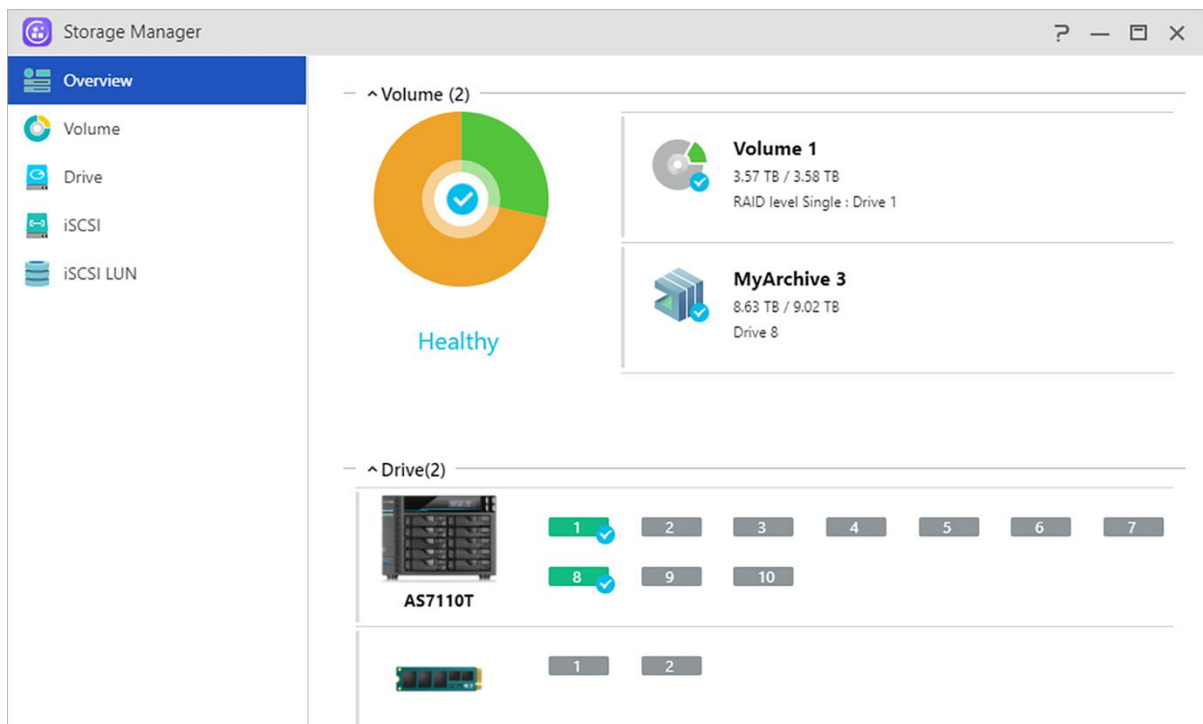 Storage Manager
Overview
Volume
Drive
iSCSI
iSCSI LUN
Volume (2)
Healthy
Volume 1
3.57 TB / 3.58 TB
RAID level Single : Drive 1
MyArchive 3
8.63 TB / 9.02 TB
Drive 8
Drive(2)
1 2 3 4 5 6 7
8 9 10
AS7110T
1 2